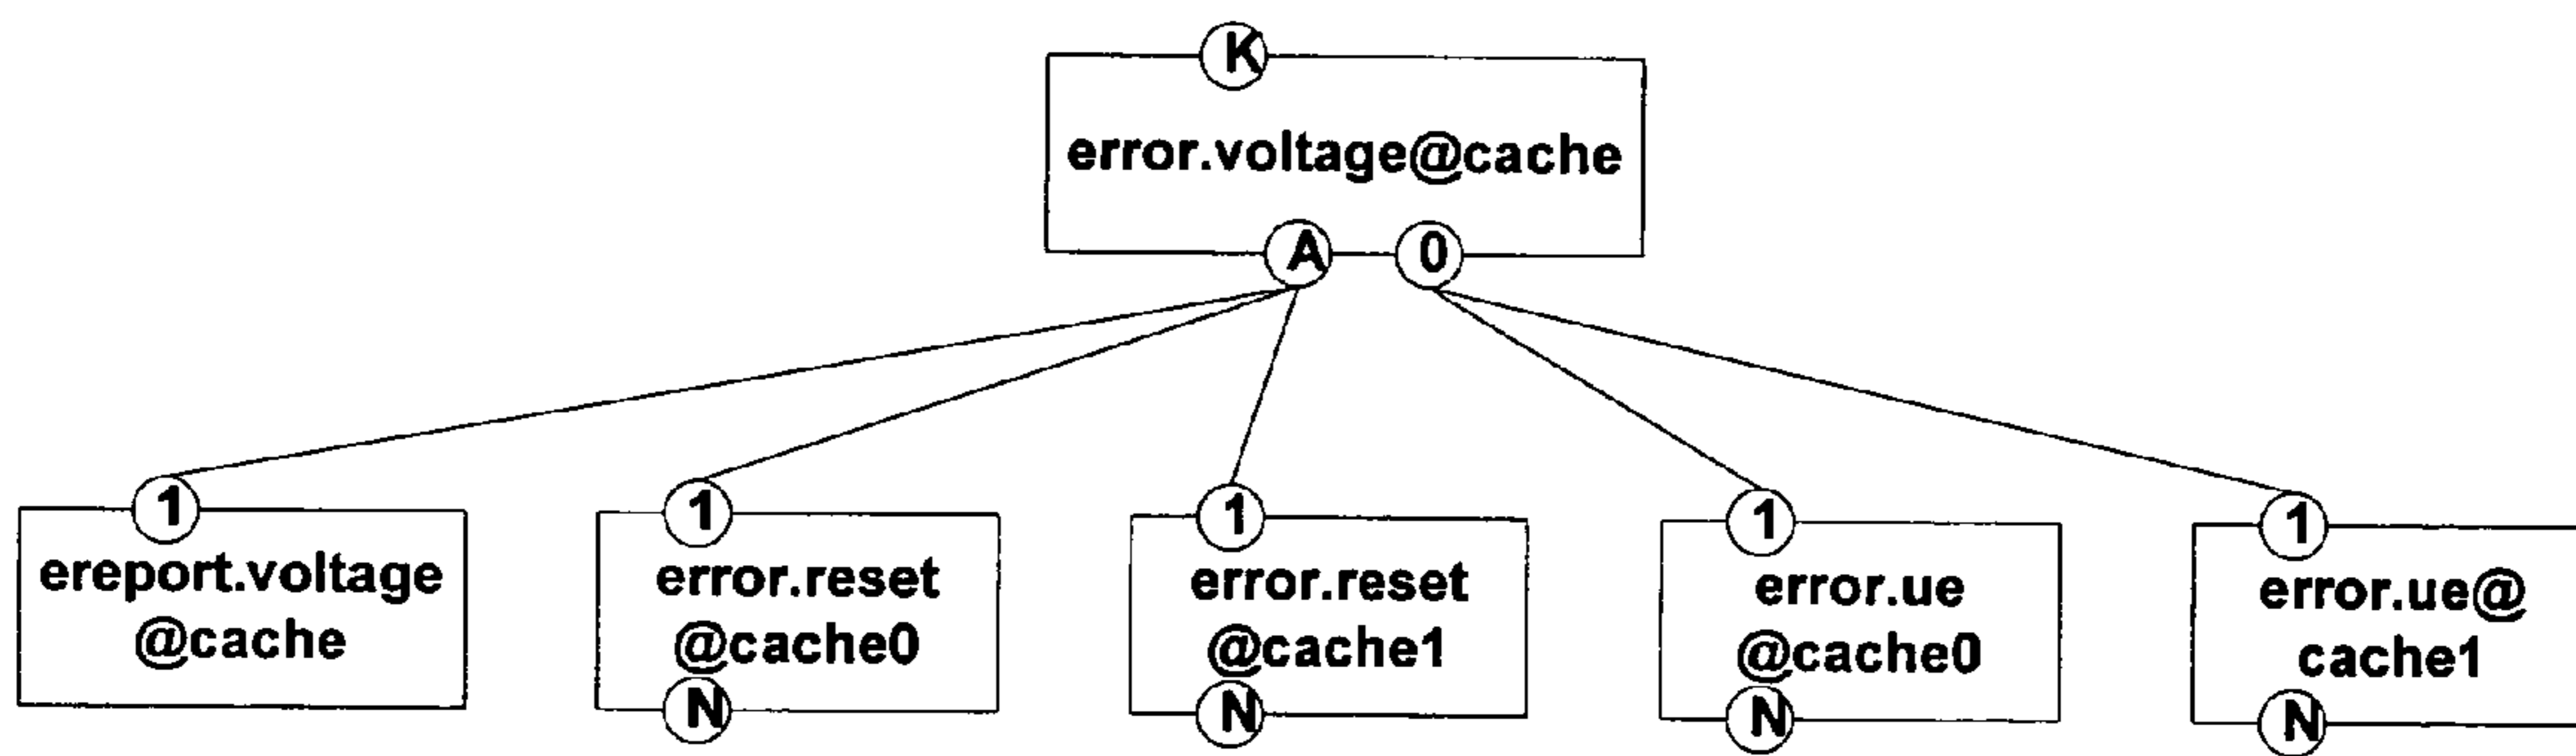 K
error.voltage@cache
A 0
1 1 1 1 1
ereport.voltage
@cache
error.reset
@cache0
error.reset
@cache1
error.ue
@cache0
error.ue@
cache1
N N N N